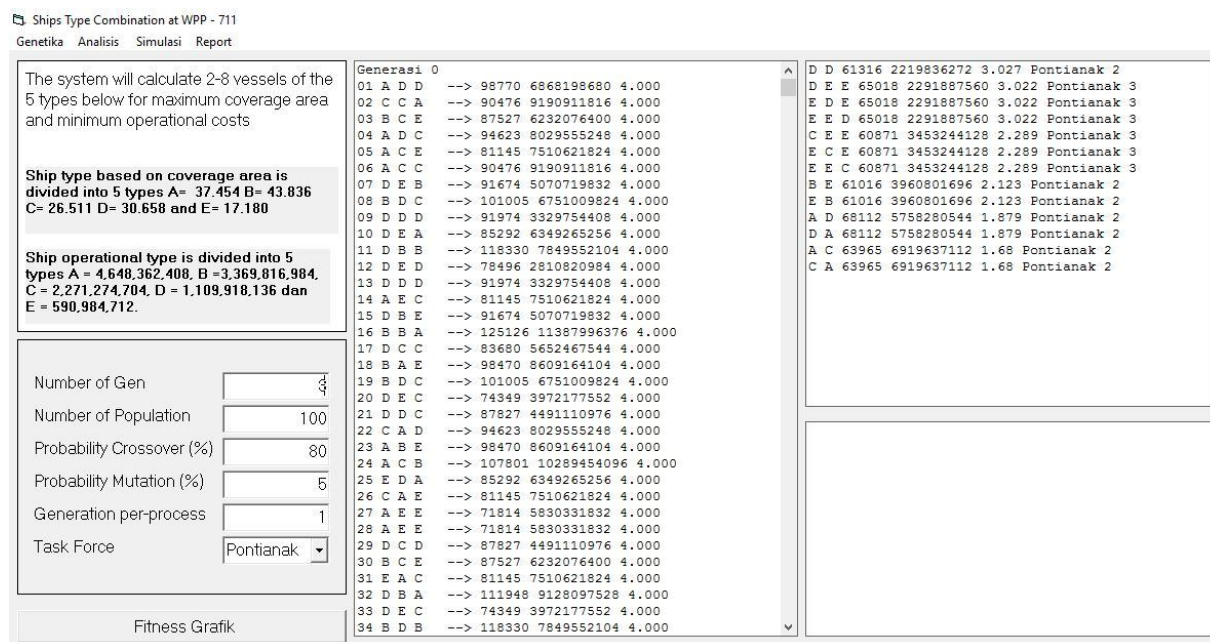 Ships Type Combination at WPP - 711
Genetika Analisis Simulasi Report
The system will calculate 2-8 vessels of the
5 types below for maximum coverage area
and minimum operational costs
Ship type based on coverage area is
divided into 5 types A= 37.454 B= 43.836
C= 26.511 D= 30.658 and E= 17.180
Ship operational type is divided into 5
types A = 4,648,362,408, B =3,369,816,984,
C = 2,271,274,704, D = 1,109,918,136 dan
E = 590,984,712.
Number of Gen 3
Number of Population 100
Probability Crossover (%) 80
Probability Mutation (%) 5
Generation per-process 1
Task Force Pontianak
Fitness Grafik
Generasi 0
01 A D D --> 98770 6868198680 4.000
02 C C A --> 90476 9190911816 4.000
03 B C E --> 87527 6232076400 4.000
04 A D C --> 94623 8029555248 4.000
05 A C E --> 81145 7510621824 4.000
06 A C C --> 90476 9190911816 4.000
07 D E B --> 91674 5070719832 4.000
08 B D C --> 101005 6751009824 4.000
09 D D D --> 91974 3329754408 4.000
10 D E A --> 85292 6349265256 4.000
11 D B B --> 118330 7849552104 4.000
12 D E D --> 78496 2810820984 4.000
13 D D D --> 91974 3329754408 4.000
14 A E C --> 81145 7510621824 4.000
15 D B E --> 91674 5070719832 4.000
16 B B A --> 125126 11387996376 4.000
17 D C C --> 83680 5652467544 4.000
18 B A E --> 98470 8609164104 4.000
19 B D C --> 101005 6751009824 4.000
20 D E C --> 74349 3972177552 4.000
21 D D C --> 87827 4491110976 4.000
22 C A D --> 94623 8029555248 4.000
23 A B E --> 98470 8609164104 4.000
24 A C B --> 107801 10289454096 4.000
25 E D A --> 85292 6349265256 4.000
26 C A E --> 81145 7510621824 4.000
27 A E E --> 71814 5830331832 4.000
28 A E E --> 71814 5830331832 4.000
29 D C D --> 87827 4491110976 4.000
30 B C E --> 87527 6232076400 4.000
31 E A C --> 81145 7510621824 4.000
32 D B A --> 111948 9128097528 4.000
33 D E C --> 74349 3972177552 4.000
34 B D B --> 118330 7849552104 4.000
D D 61316 2219836272 3.027 Pontianak 2
D E E 65018 2291887560 3.022 Pontianak 3
E D E 65018 2291887560 3.022 Pontianak 3
E E D 65018 2291887560 3.022 Pontianak 3
C E E 60871 3453244128 2.289 Pontianak 3
E C E 60871 3453244128 2.289 Pontianak 3
E E C 60871 3453244128 2.289 Pontianak 3
B E 61016 3960801696 2.123 Pontianak 2
E B 61016 3960801696 2.123 Pontianak 2
A D 68112 5758280544 1.879 Pontianak 2
D A 68112 5758280544 1.879 Pontianak 2
A C 63965 6919637112 1.68 Pontianak 2
C A 63965 6919637112 1.68 Pontianak 2